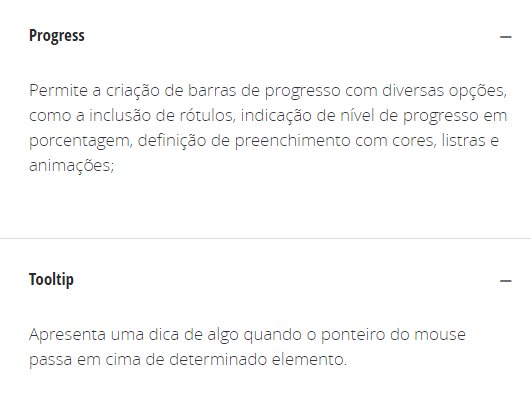 Progress
Permite a criação de barras de progresso com diversas opções,
como a inclusão de rótulos, indicação de nível de progresso em
porcentagem, definição de preenchimento com cores, listras e
animações;
Tooltip
Apresenta uma dica de algo quando o ponteiro do mouse
passa em cima de determinado elemento.